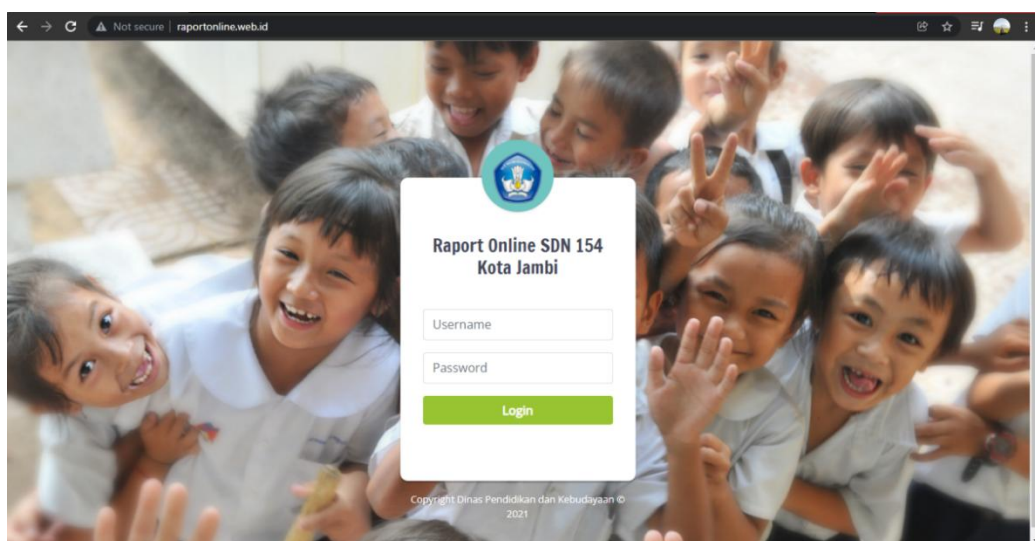 Not secure | raportonline.web.id
Raport Online SDN 154
Kota Jambi
Username
Password
Login
Copyright Dinas Pendidikan dan Kebudayaan ©
2021